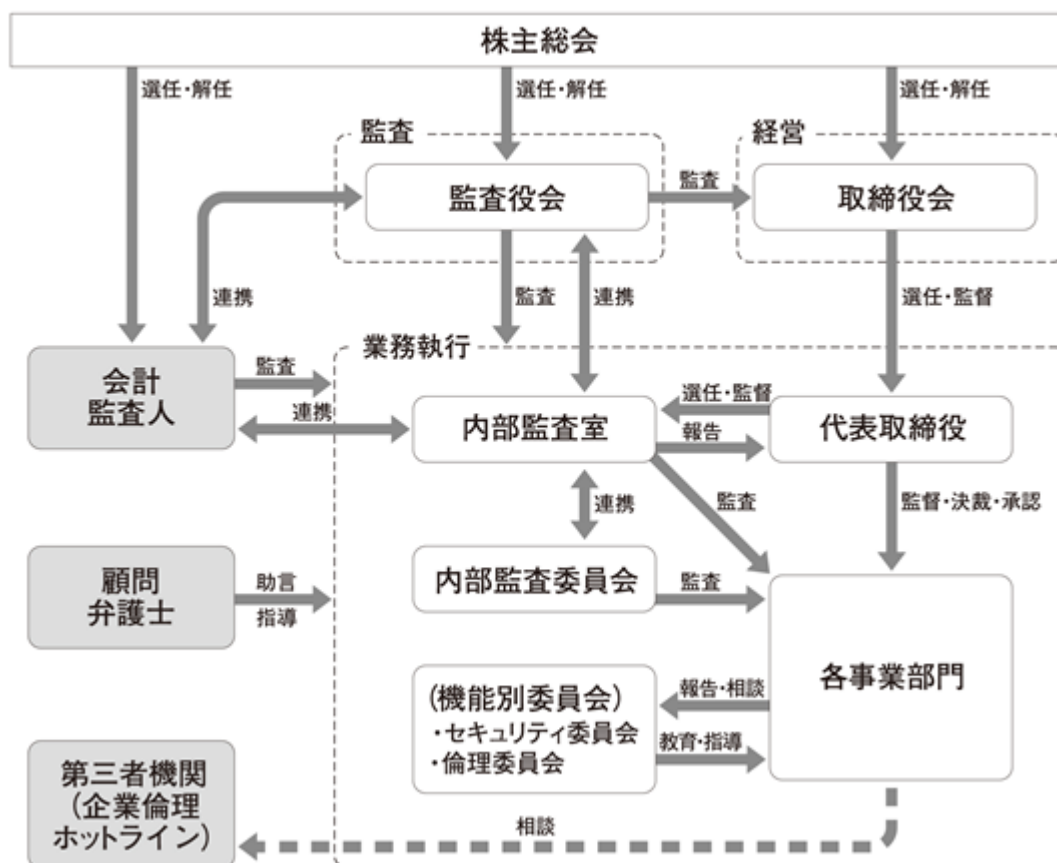 株主総会
選任・解任
選任・解任
選任・解任
監査
経営
監査役会
監査
取締役会
連携
監査
連携
選任・監督
業務執行
会計
監査人
監査
連携
内部監査室
選任・監督
報告
代表取締役
連携
監査
監督・決裁・承認
顧問
弁護士
助言
指導
内部監査委員会
監査
各事業部門
(機能別委員会)
・セキュリティ委員会
・倫理委員会
報告・相談
教育・指導
第三者機関
(企業倫理
ホットライン)
相談